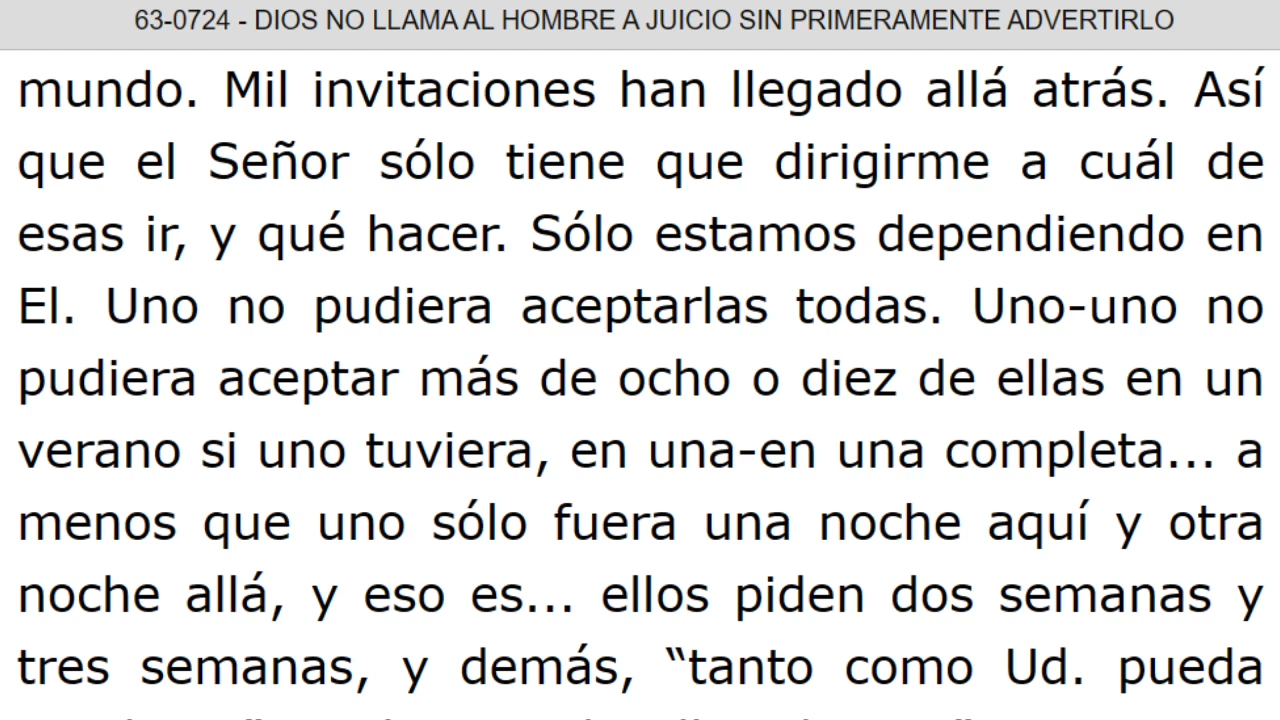 63-0724 - DIOS NO LLAMA AL HOMBRE A JUICIO SIN PRIMERAMENTE ADVERTIRLO
mundo. Mil invitaciones han llegado allá atrás. Así
que el Señor sólo tiene que dirigirme a cuál de
esas ir, y qué hacer. Sólo estamos dependiendo en
El. Uno no pudiera aceptarlas todas. Uno-uno no
pudiera aceptar más de ocho o diez de ellas en un
verano si uno tuviera, en una-en una completa... a
menos que uno sólo fuera una noche aquí y otra
noche allá, y eso es... ellos piden dos semanas y
tres semanas, y demás, “tanto como Ud. pueda